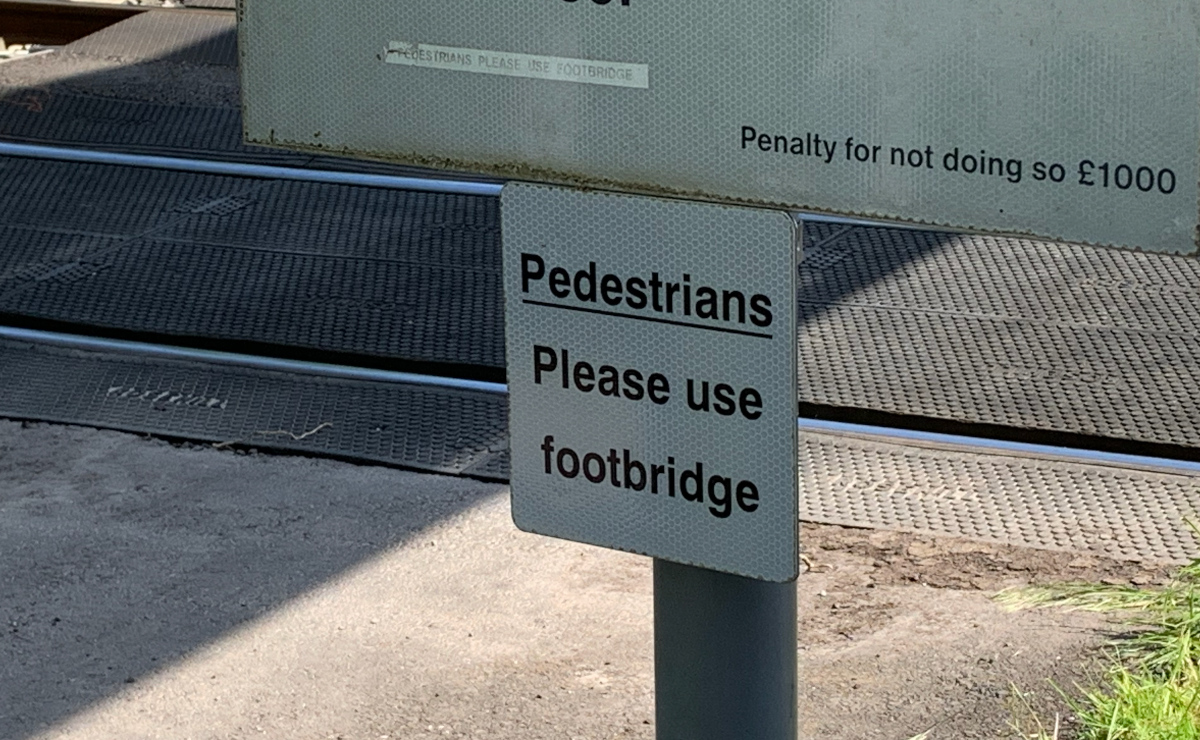 PEDESTRIANS PLEASE USE FOOTBRIDGE
Penalty for not doing so £1000
Pedestrians
Please use
footbridge